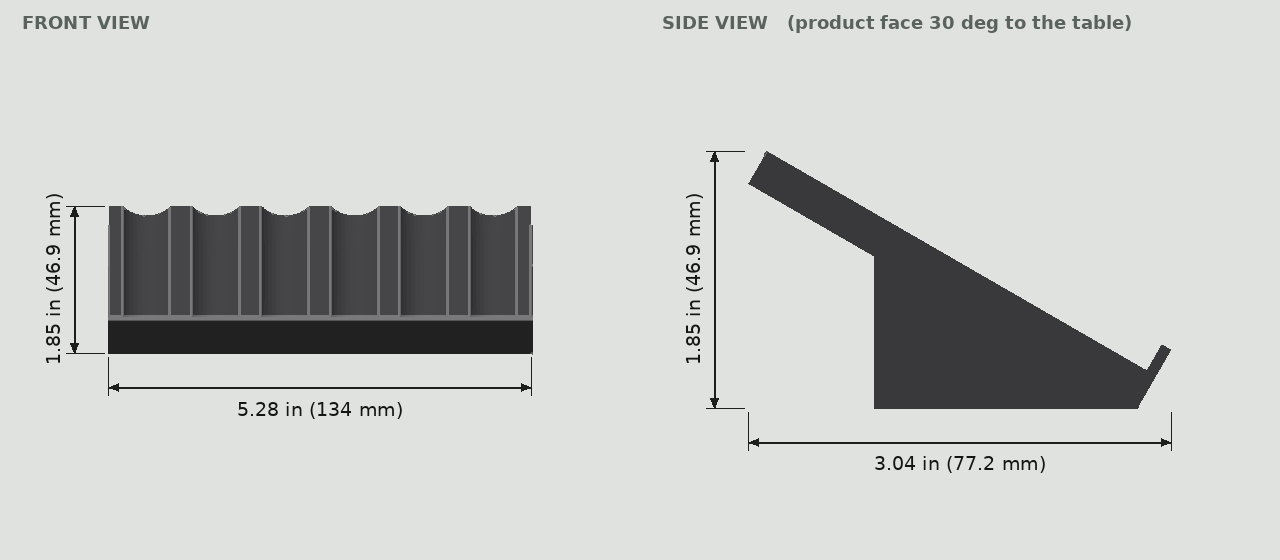 FRONT VIEW
SIDE VIEW (product face 30 deg to the table)
1.85 in (46.9 mm)
5.28 in (134 mm)
1.85 in (46.9 mm)
3.04 in (77.2 mm)